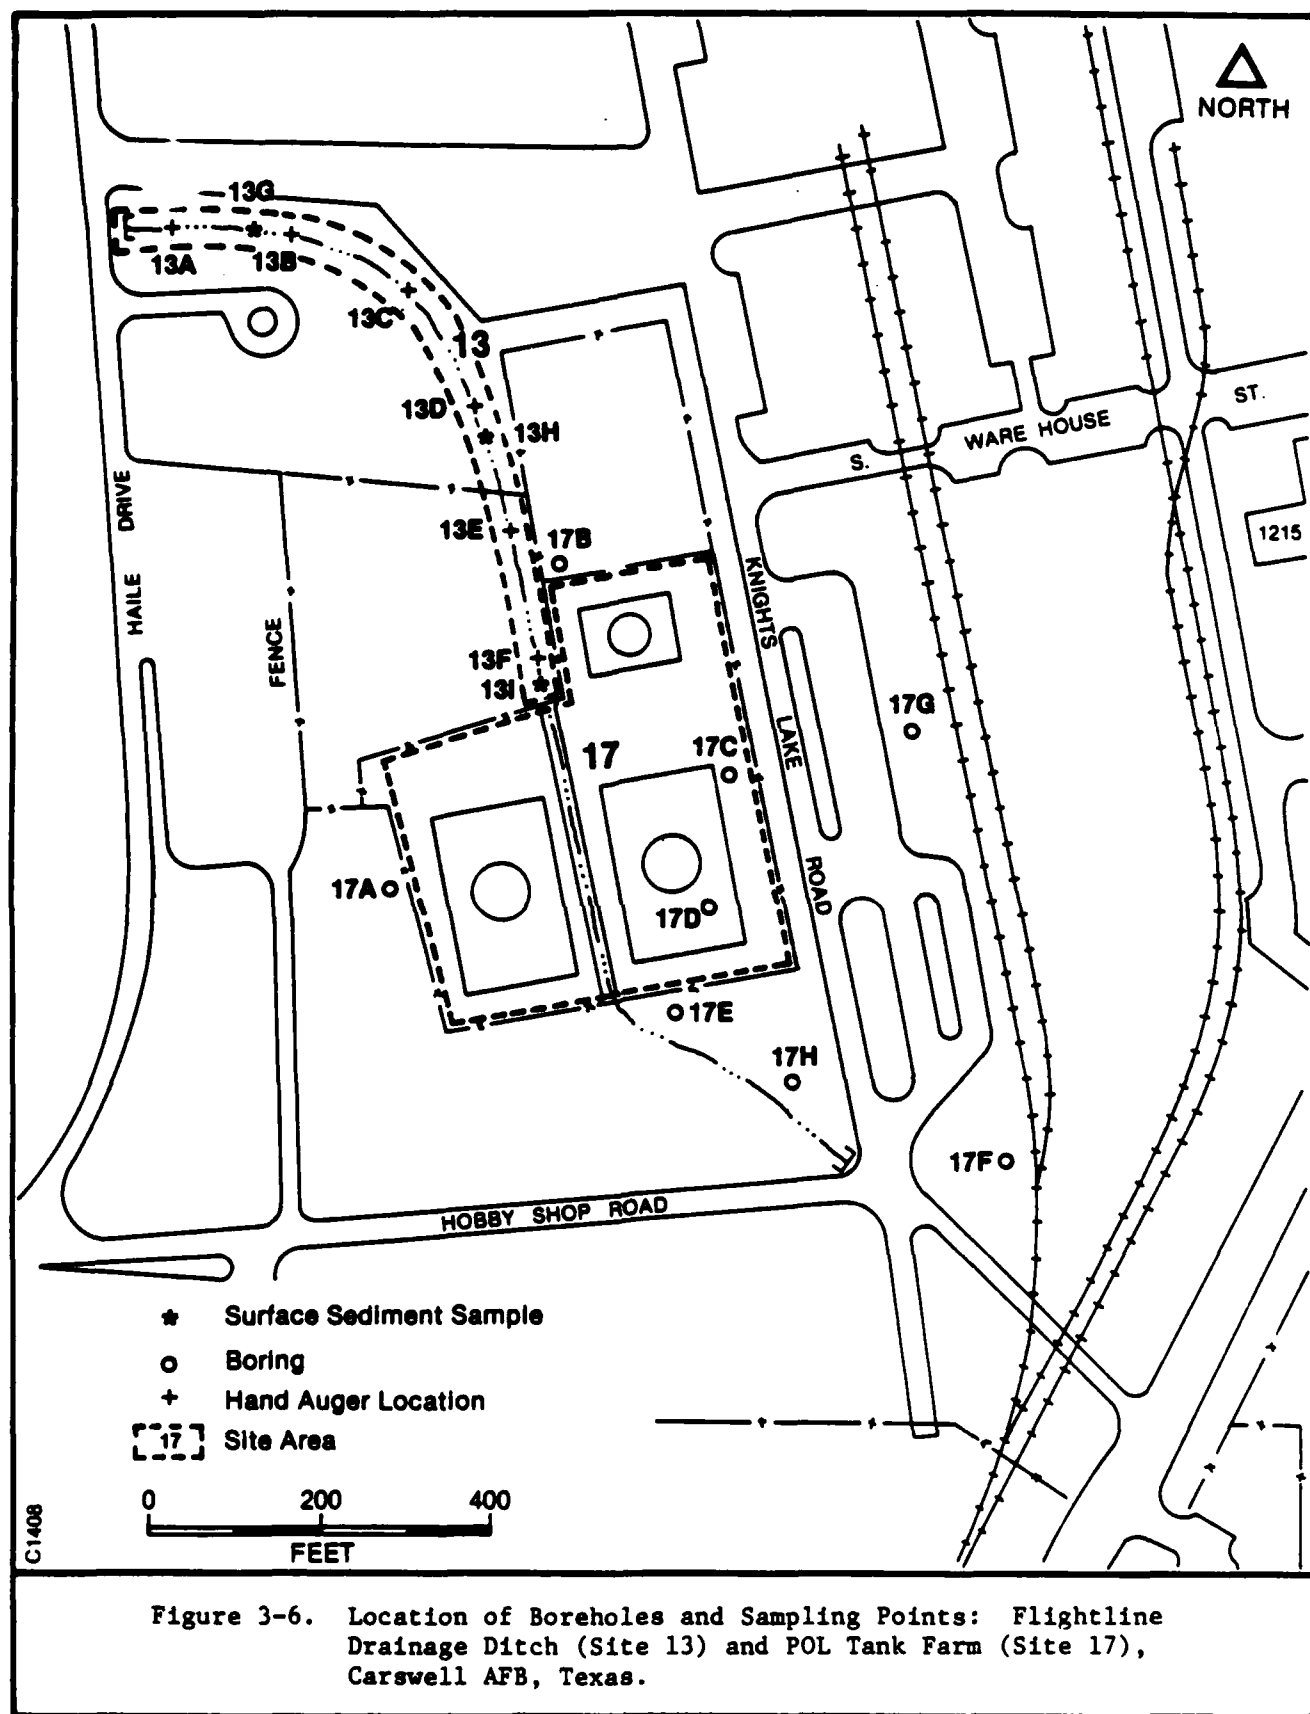 NORTH
13G
13A
13B
13C
13
13D
13H
ST.
WARE HOUSE
S.
HAILE DRIVE
13E
17B
1215
KNIGHTS LAKE ROAD
FENCE
13F
13I
17G
17
17C
17A
17D
17E
17H
17F
HOBBY SHOP ROAD
* Surface Sediment Sample
o Boring
+ Hand Auger Location
17 Site Area
0 200 400
FEET
C1408
Figure 3-6. Location of Boreholes and Sampling Points: Flightline
Drainage Ditch (Site 13) and POL Tank Farm (Site 17),
Carswell AFB, Texas.